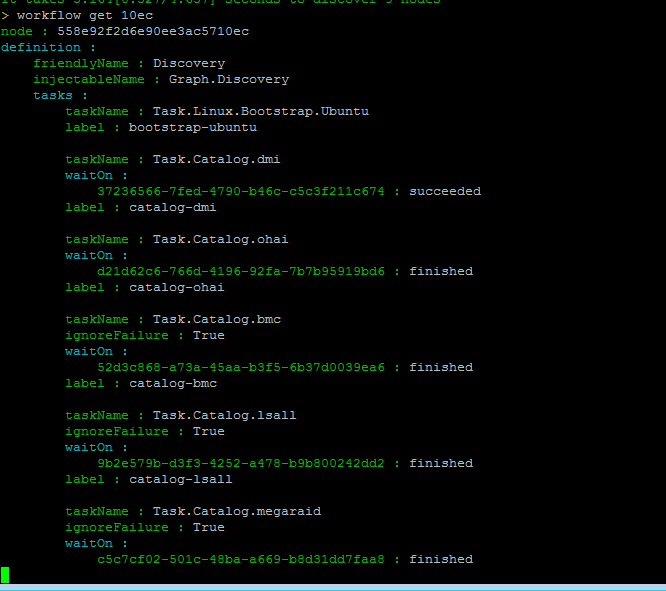 > workflow get 10ec
node : 558e92f2d6e90ee3ac5710ec
definition :
    friendlyName : Discovery
    injectableName : Graph.Discovery
    tasks :
        taskName : Task.Linux.Bootstrap.Ubuntu
        label : bootstrap-ubuntu

        taskName : Task.Catalog.dmi
        waitOn :
            37236566-7fed-4790-b46c-c5c3f211c674 : succeeded
        label : catalog-dmi

        taskName : Task.Catalog.ohai
        waitOn :
            d21d62c6-766d-4196-92fa-7b7b95919bd6 : finished
        label : catalog-ohai

        taskName : Task.Catalog.bmc
        ignoreFailure : True
        waitOn :
            52d3c868-a73a-45aa-b3f5-6b37d0039ea6 : finished
        label : catalog-bmc

        taskName : Task.Catalog.lsall
        ignoreFailure : True
        waitOn :
            9b2e579b-d3f3-4252-a478-b9b800242dd2 : finished
        label : catalog-lsall

        taskName : Task.Catalog.megaraid
        ignoreFailure : True
        waitOn :
            c5c7cf02-501c-48ba-a669-b8d31dd7faa8 : finished